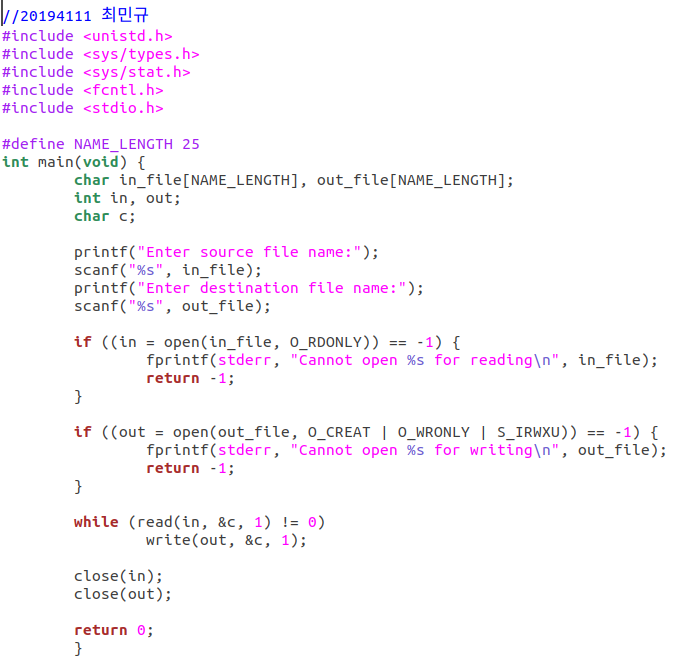 //20194111 최민규
#include <unistd.h>
#include <sys/types.h>
#include <sys/stat.h>
#include <fcntl.h>
#include <stdio.h>

#define NAME_LENGTH 25
int main(void) {
        char in_file[NAME_LENGTH], out_file[NAME_LENGTH];
        int in, out;
        char c;

        printf("Enter source file name:");
        scanf("%s", in_file);
        printf("Enter destination file name:");
        scanf("%s", out_file);

        if ((in = open(in_file, O_RDONLY)) == -1) {
                fprintf(stderr, "Cannot open %s for reading\n", in_file);
                return -1;
        }

        if ((out = open(out_file, O_CREAT | O_WRONLY | S_IRWXU)) == -1) {
                fprintf(stderr, "Cannot open %s for writing\n", out_file);
                return -1;
        }

        while (read(in, &c, 1) != 0)
                write(out, &c, 1);

        close(in);
        close(out);

        return 0;
        }